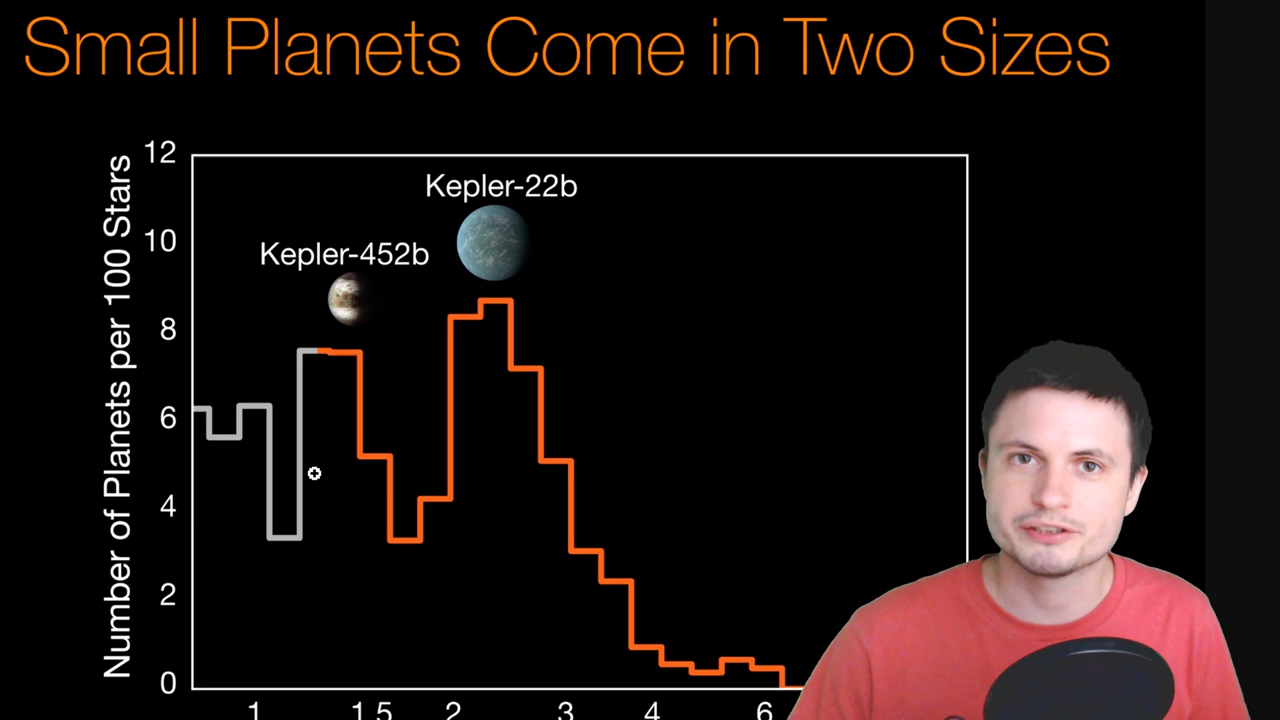 Small Planets Come in Two Sizes
Number of Planets per 100 Stars
12
10
8
6
4
2
0
Kepler-22b
Kepler-452b
1 1.5 2 3 4 6